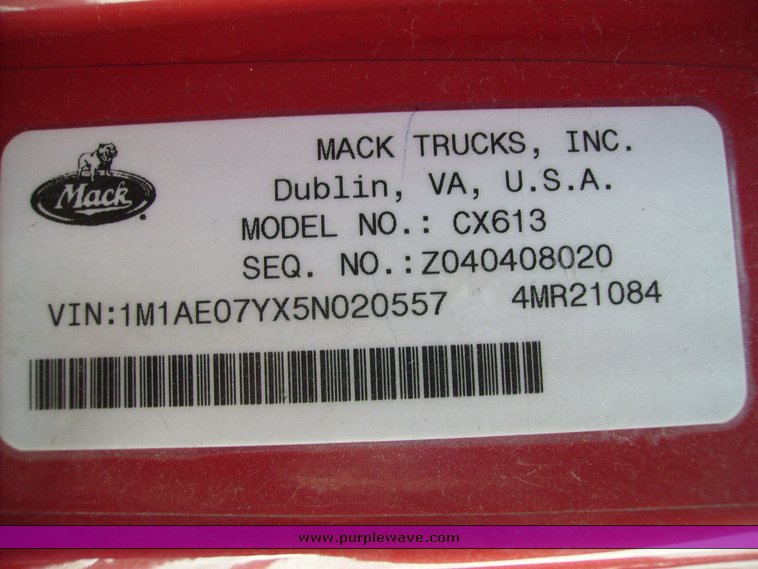 MACK TRUCKS, INC.
Mack
Dublin, VA, U.S.A.
MODEL NO.: CX613
SEQ. NO.:Z040408020
VIN:1M1AE07YX5N020557 4MR21084
www.purplewave.com